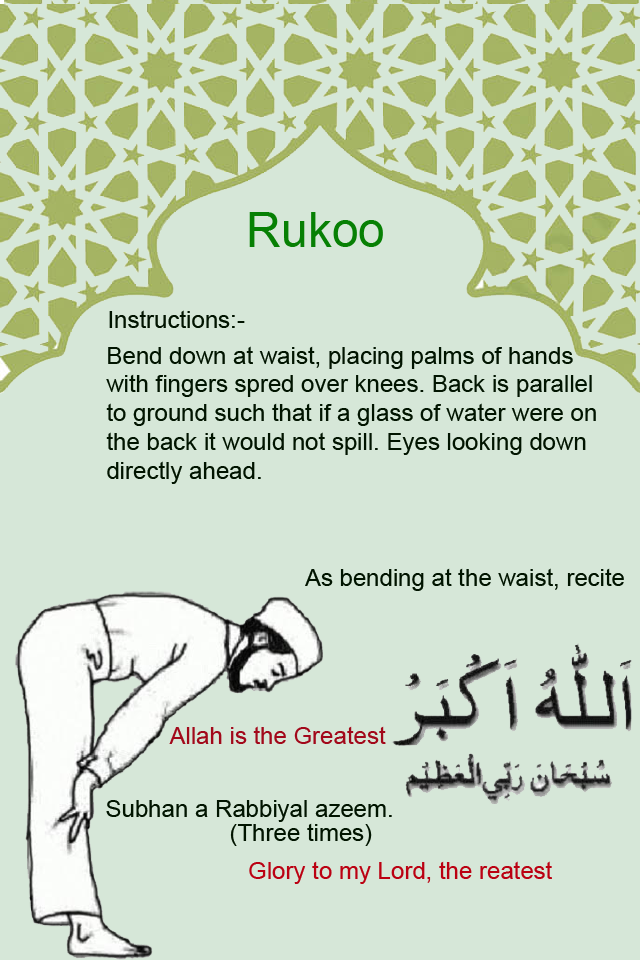 Rukoo
Instructions:-
Bend down at waist, placing palms of hands
with fingers spred over knees. Back is parallel
to ground such that if a glass of water were on
the back it would not spill. Eyes looking down
directly ahead.
As bending at the waist, recite
اَللّٰهُ اَكْبَرُ
Allah is the Greatest
سُبْحَانَ رَبِّيَ الْعَظِيْم
Subhan a Rabbiyal azeem.
(Three times)
Glory to my Lord, the reatest